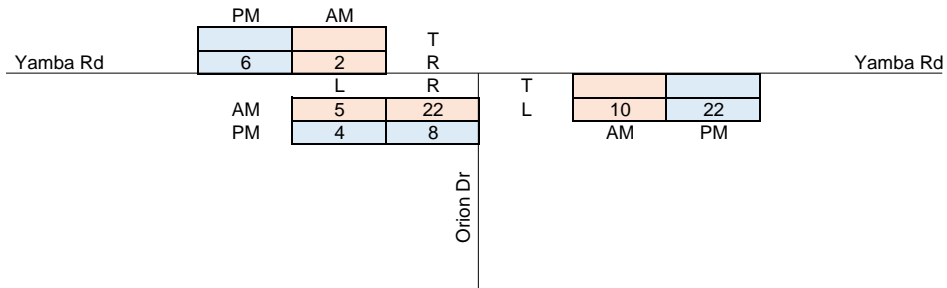 PM AM
T
Yamba Rd 6 2 R Yamba Rd
L R T
AM 5 22 L 10 22
PM 4 8 AM PM
Orion Dr